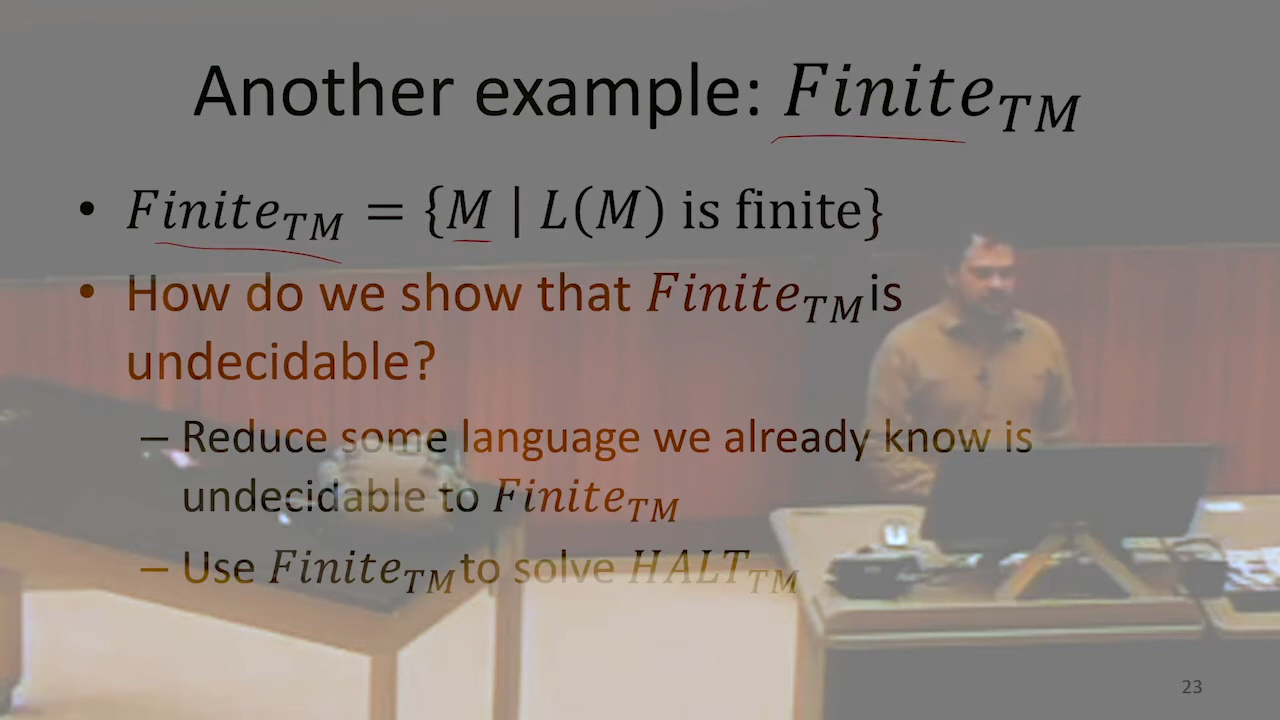 Another example: Finite_TM
• Finite_TM = {M | L(M) is finite}
• How do we show that Finite_TM is
undecidable?
– Reduce some language we already know is
undecidable to Finite_TM
– Use Finite_TM to solve HALT_TM
23